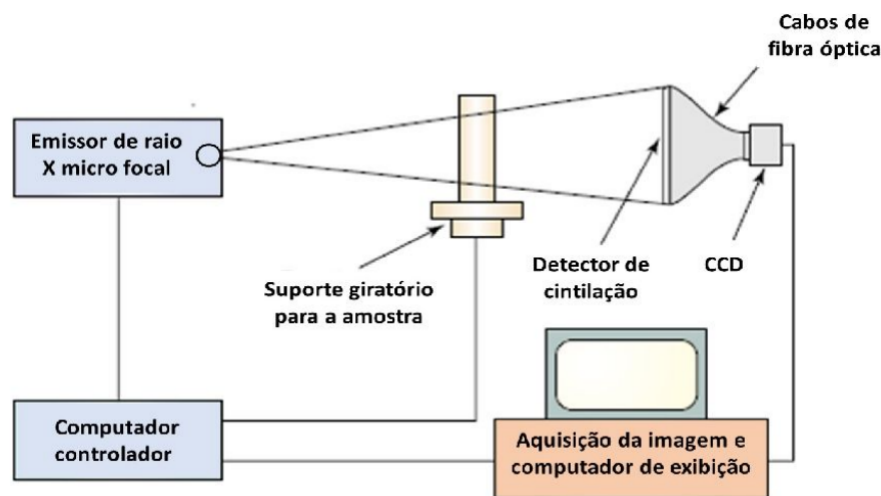 Cabos de
fibra óptica
Emissor de raio
X micro focal
Suporte giratório
para a amostra
Detector de
cintilação
CCD
Computador
controlador
Aquisição da imagem e
computador de exibição